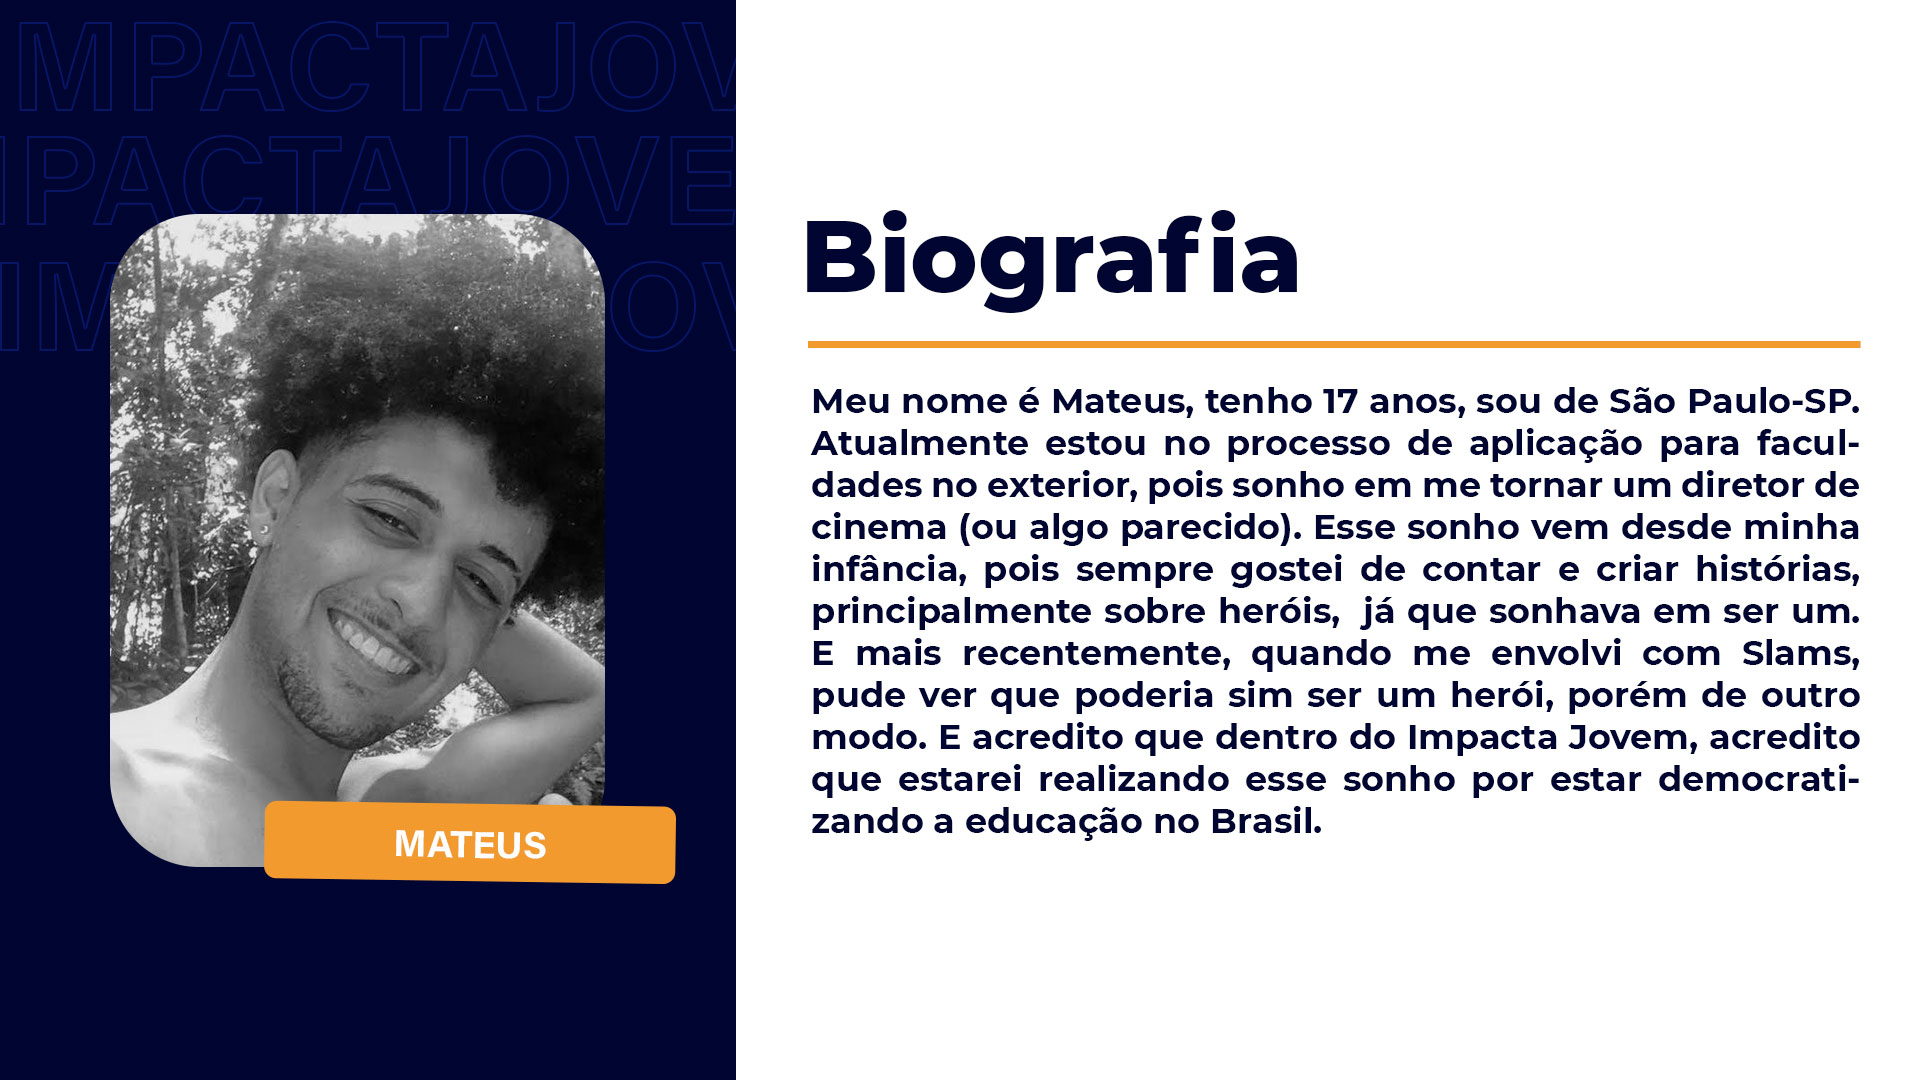 IMPACTAJOV
MPACTAJOVE
IM
OV
MATEUS
Biografia
Meu nome é Mateus, tenho 17 anos, sou de São Paulo-SP.
Atualmente estou no processo de aplicação para facul-
dades no exterior, pois sonho em me tornar um diretor de
cinema (ou algo parecido). Esse sonho vem desde minha
infância, pois sempre gostei de contar e criar histórias,
principalmente sobre heróis, já que sonhava em ser um.
E mais recentemente, quando me envolvi com Slams,
pude ver que poderia sim ser um herói, porém de outro
modo. E acredito que dentro do Impacta Jovem, acredito
que estarei realizando esse sonho por estar democrati-
zando a educação no Brasil.